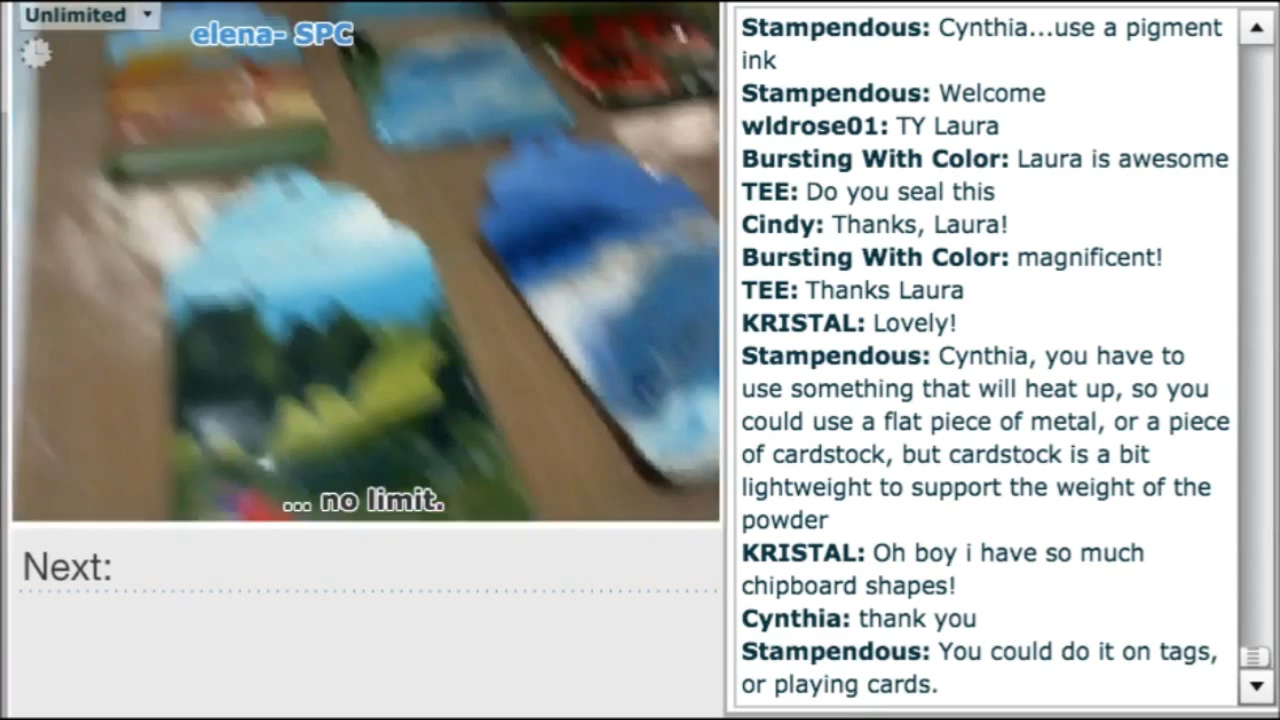 Unlimited
elena- SPC
... no limit.
Next:
Stampendous: Cynthia...use a pigment
ink
Stampendous: Welcome
wldrose01: TY Laura
Bursting With Color: Laura is awesome
TEE: Do you seal this
Cindy: Thanks, Laura!
Bursting With Color: magnificent!
TEE: Thanks Laura
KRISTAL: Lovely!
Stampendous: Cynthia, you have to
use something that will heat up, so you
could use a flat piece of metal, or a piece
of cardstock, but cardstock is a bit
lightweight to support the weight of the
powder
KRISTAL: Oh boy i have so much
chipboard shapes!
Cynthia: thank you
Stampendous: You could do it on tags,
or playing cards.